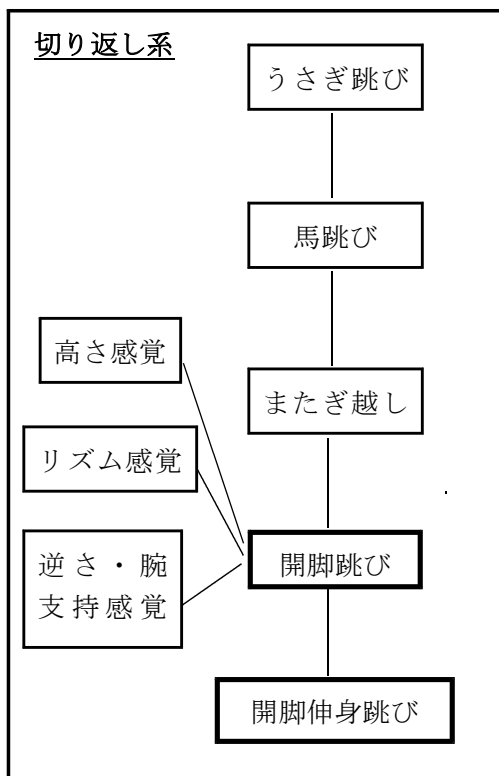 切り返し系
うさぎ跳び
馬跳び
またぎ越し
高さ感覚
リズム感覚
逆さ・腕
支持感覚
開脚跳び
開脚伸身跳び